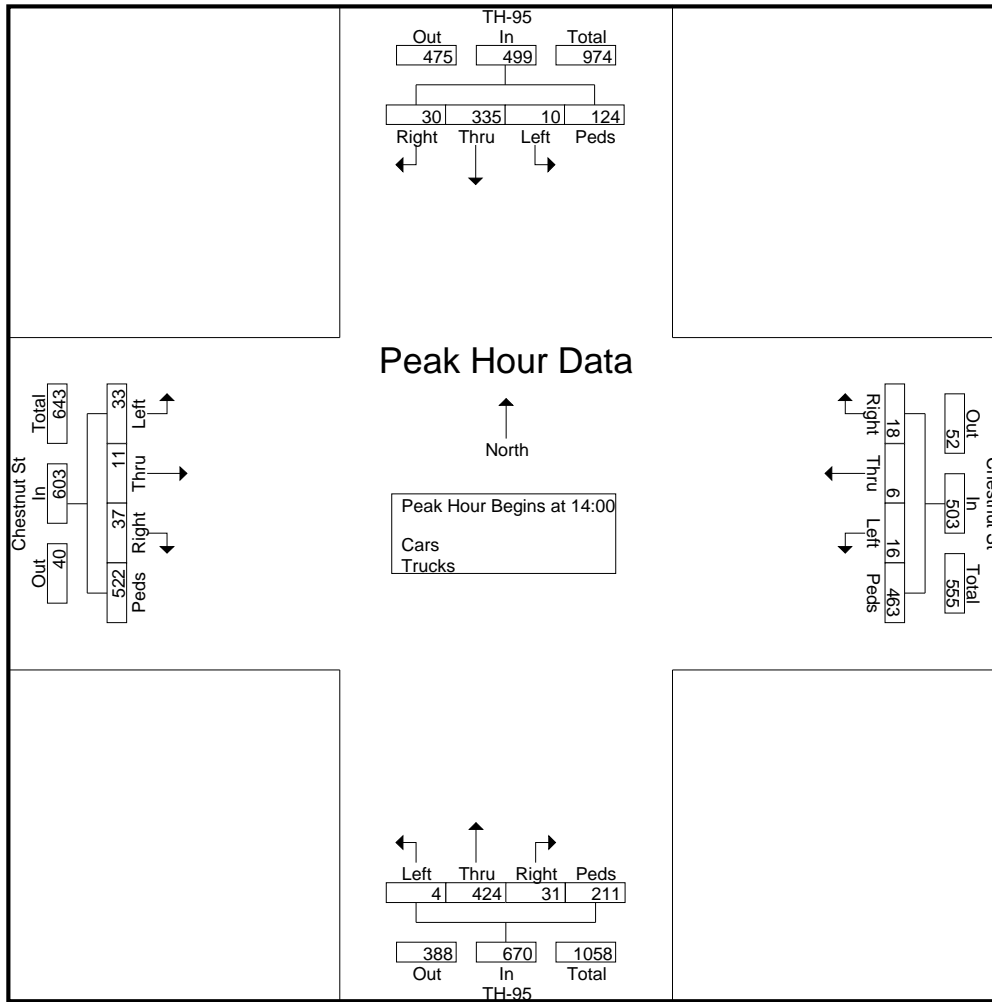 TH-95
Out In Total
475 499 974
30 335 10 124
Right Thru Left Peds
Peak Hour Data
North
Peak Hour Begins at 14:00
Cars
Trucks
Chestnut St
Total In Out
643 603 40
33 11 37 522
Left Thru Right Peds
Right Thru Left Peds
18 6 16 463
Out In Total
52 503 555
Chestnut St
Left Thru Right Peds
4 424 31 211
388 670 1058
Out In Total
TH-95